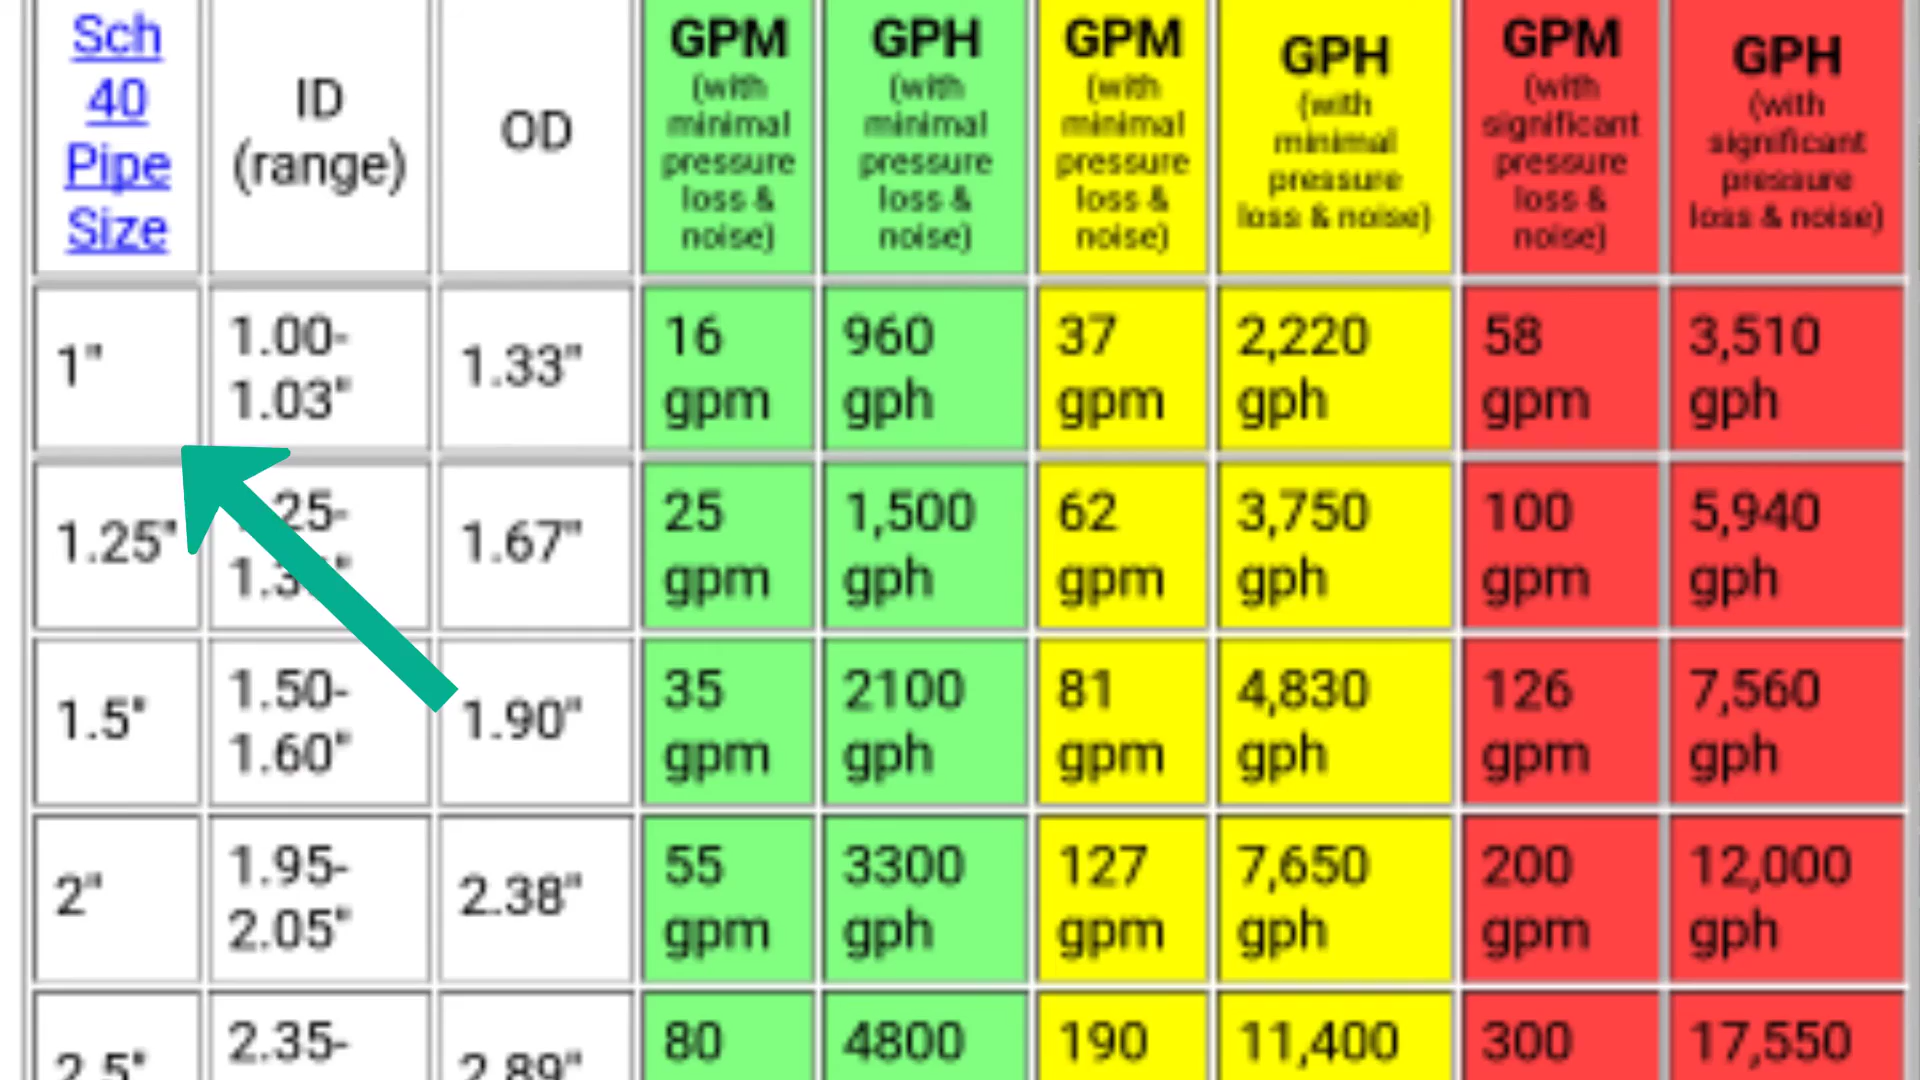 Sch
40
Pipe
Size
ID
(range)
OD
GPM
(with
minimal
pressure
loss &
noise)
GPH
(with
minimal
pressure
loss &
noise)
GPM
(with
minimal
pressure
loss &
noise)
GPH
(with
minimal
pressure
loss & noise)
GPM
(with
significant
pressure
loss &
noise)
GPH
(with
significant
pressure
loss & noise)
1"
1.00-
1.03"
1.33"
16
gpm
960
gph
37
gpm
2,220
gph
58
gpm
3,510
gph
1.25"
1.67"
25
gpm
1,500
gph
62
gpm
3,750
gph
100
gpm
5,940
gph
1.5"
1.50-
1.60"
1.90"
35
gpm
2100
gph
81
gpm
4,830
gph
126
gpm
7,560
gph
2"
1.95-
2.05"
2.38"
55
gpm
3300
gph
127
gpm
7,650
gph
200
gpm
12,000
gph
2.5"
2.35-
2.89"
80
4800
190
11,400
300
17,550